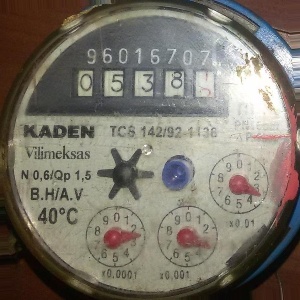 96016707
0538
KADEN TCS 142/92-1138
Vilimeksas
N 0,6/Qp 1,5
B.H/A.V
40°C
x0.01
x0.0001 x0.001